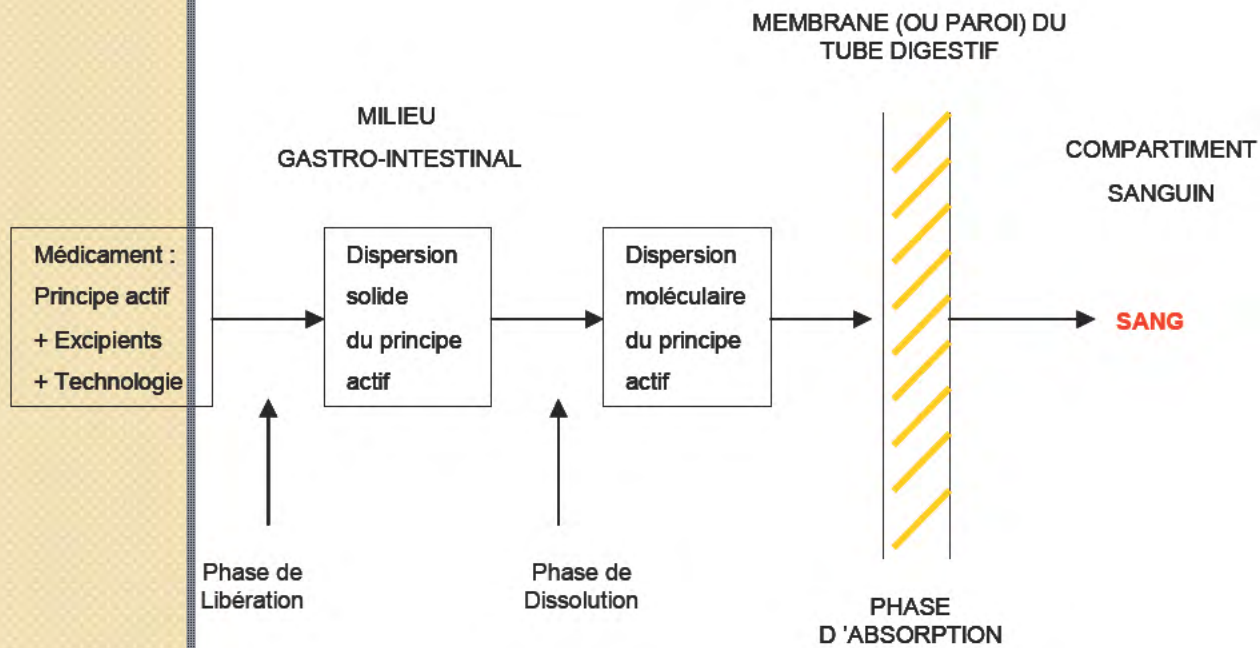 MEMBRANE (OU PAROI) DU
TUBE DIGESTIF
MILIEU
GASTRO-INTESTINAL
COMPARTIMENT
SANGUIN
Médicament :
Principe actif
+ Excipients
+ Technologie
Dispersion
solide
du principe
actif
Dispersion
moléculaire
du principe
actif
SANG
Phase de
Libération
Phase de
Dissolution
PHASE
D 'ABSORPTION